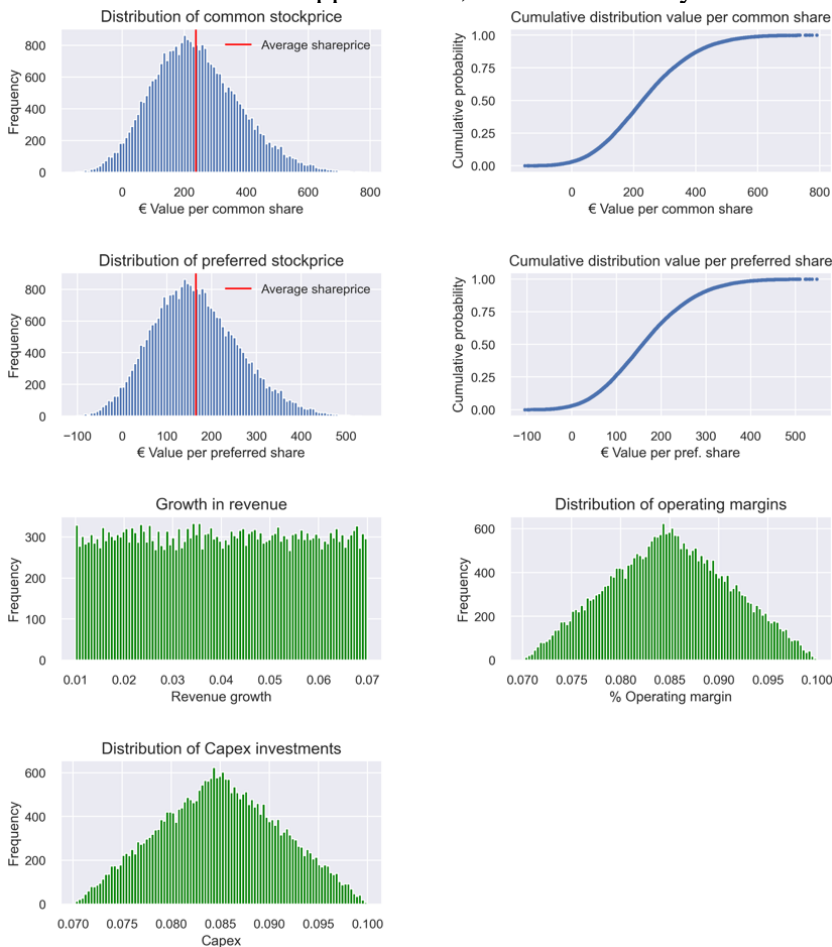 Distribution of common stockprice
Frequency
800
600
400
200
0
Average shareprice
0 200 400 600 800
€ Value per common share
Cumulative distribution value per common share
Cumulative probability
1.00
0.75
0.50
0.25
0.00
0 200 400 600 800
€ Value per common share
Distribution of preferred stockprice
Frequency
800
600
400
200
0
Average shareprice
−100 0 100 200 300 400 500
€ Value per preferred share
Cumulative distribution value per preferred share
Cumulative probability
1.00
0.75
0.50
0.25
0.00
−100 0 100 200 300 400 500
€ Value per pref. share
Growth in revenue
Frequency
300
200
100
0
0.01 0.02 0.03 0.04 0.05 0.06 0.07
Revenue growth
Distribution of operating margins
Frequency
600
400
200
0
0.070 0.075 0.080 0.085 0.090 0.095 0.100
% Operating margin
Distribution of Capex investments
Frequency
600
400
200
0
0.070 0.075 0.080 0.085 0.090 0.095 0.100
Capex